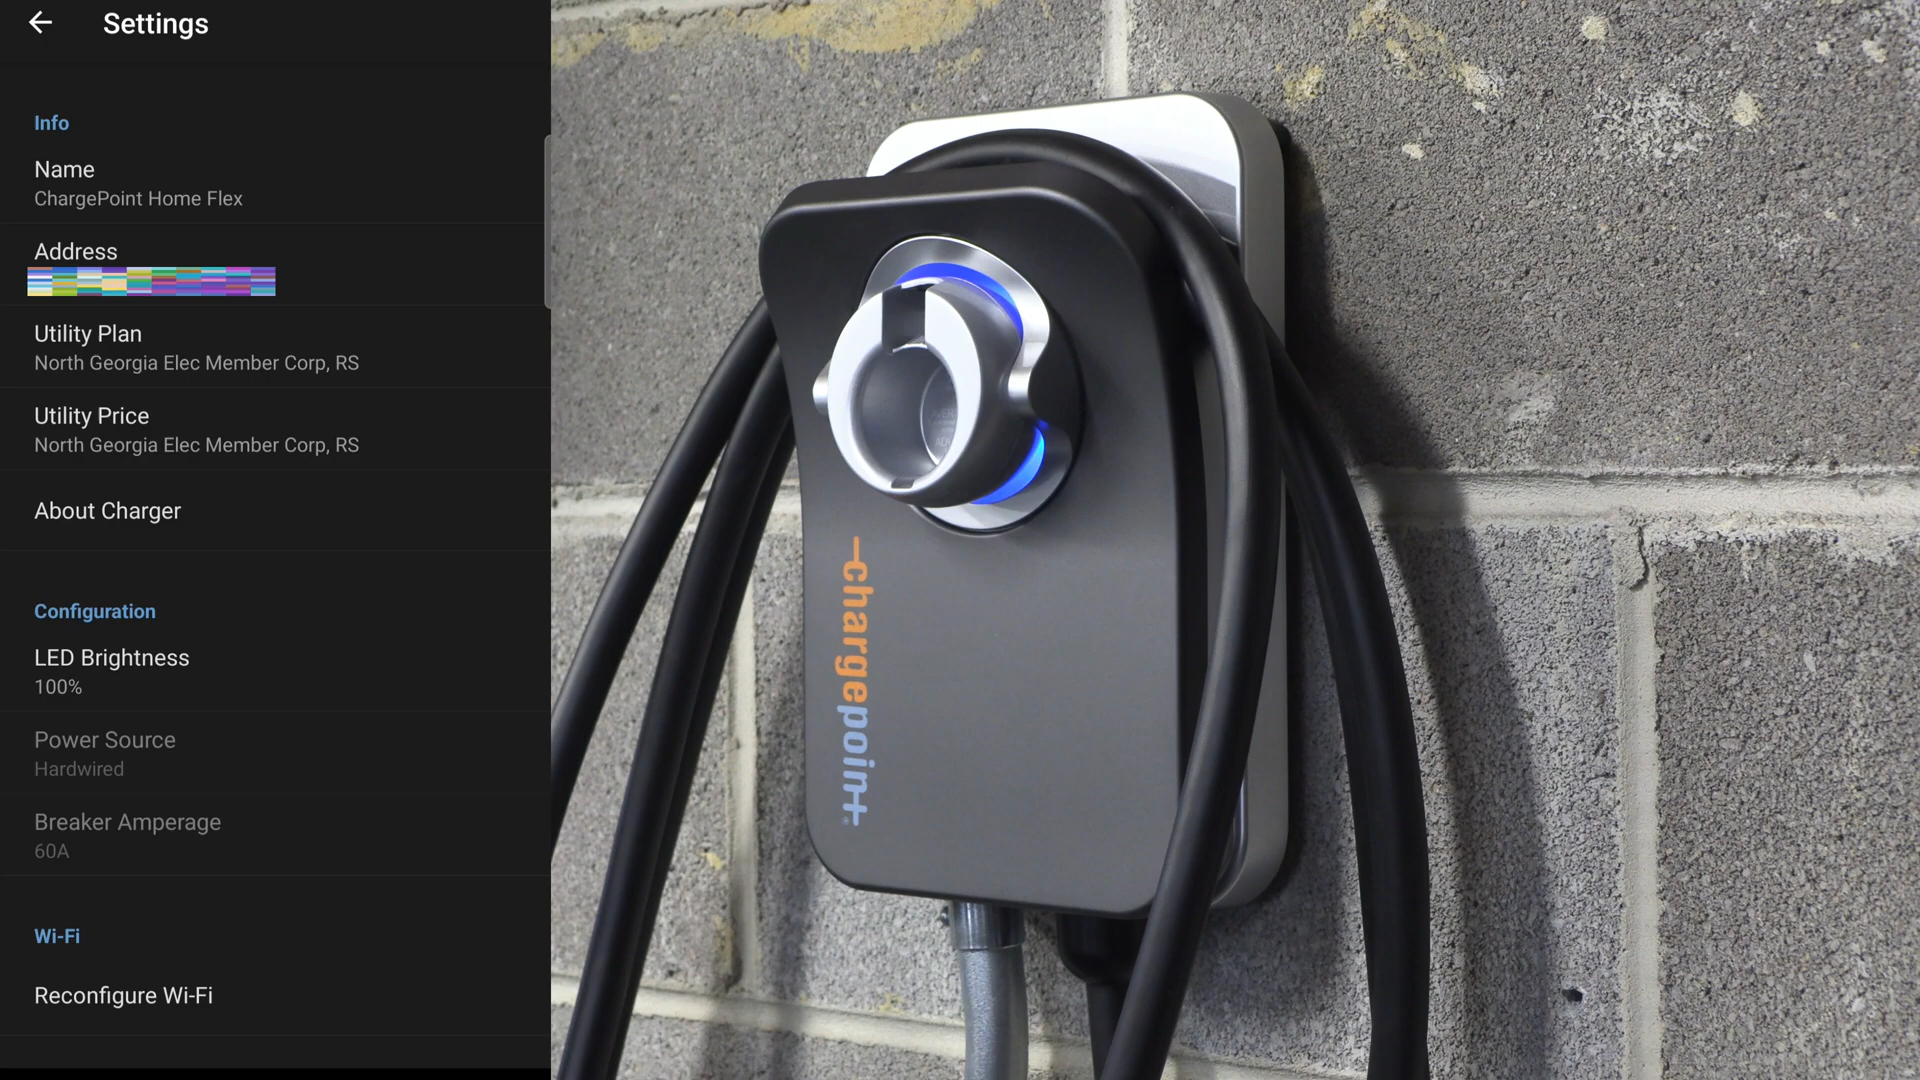 Settings
Info
Name
ChargePoint Home Flex
Address
Utility Plan
North Georgia Elec Member Corp, RS
Utility Price
North Georgia Elec Member Corp, RS
About Charger
Configuration
LED Brightness
100%
Power Source
Hardwired
Breaker Amperage
60A
Wi-Fi
Reconfigure Wi-Fi
-chargepoin+